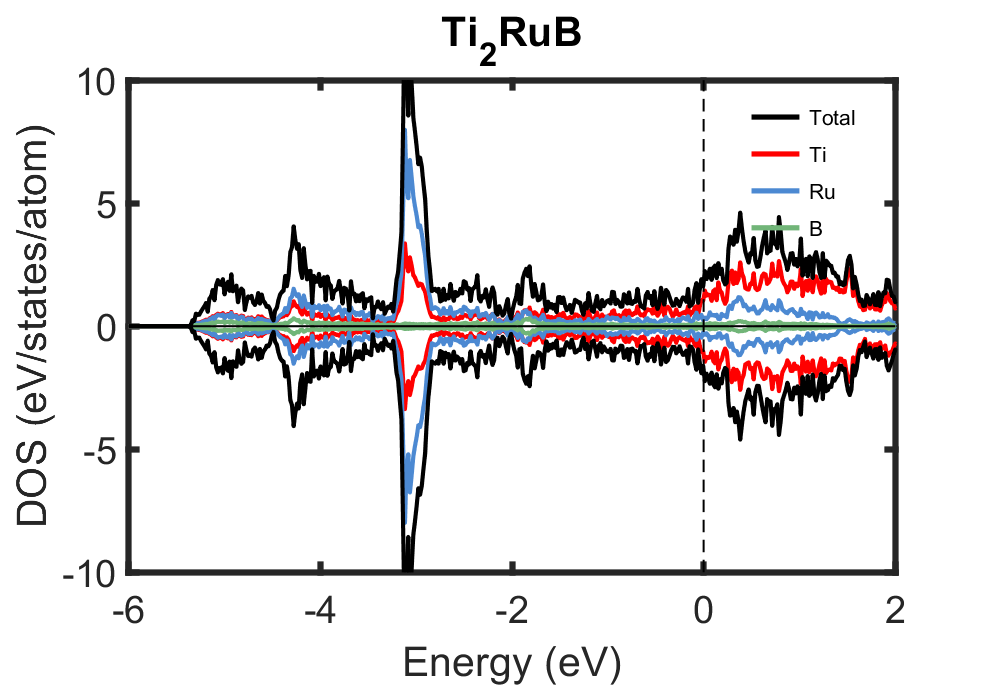 Ti₂RuB
10
5
0
-5
-10
DOS (eV/states/atom)
Total
Ti
Ru
B
-6 -4 -2 0 2
Energy (eV)